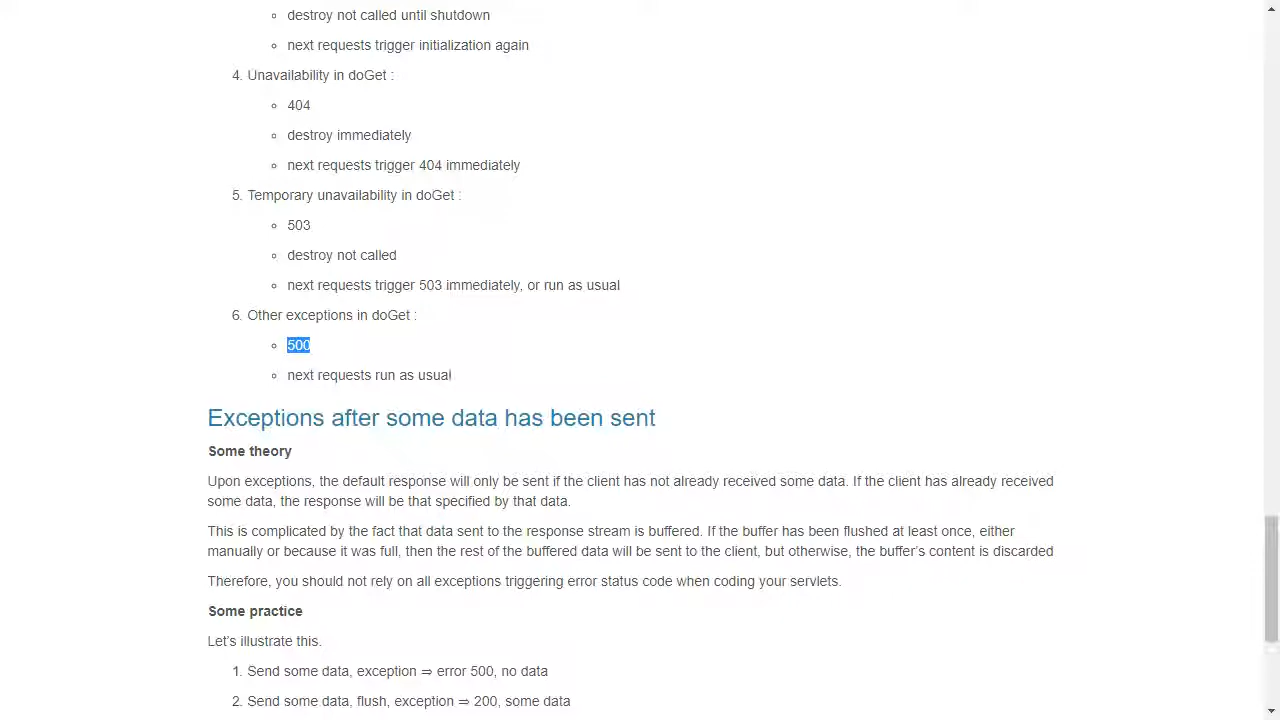 destroy not called until shutdown
next requests trigger initialization again
4. Unavailability in doGet :
404
destroy immediately
next requests trigger 404 immediately
5. Temporary unavailability in doGet :
503
destroy not called
next requests trigger 503 immediately, or run as usual
6. Other exceptions in doGet :
500
next requests run as usual
Exceptions after some data has been sent
Some theory
Upon exceptions, the default response will only be sent if the client has not already received some data. If the client has already received
some data, the response will be that specified by that data.
This is complicated by the fact that data sent to the response stream is buffered. If the buffer has been flushed at least once, either
manually or because it was full, then the rest of the buffered data will be sent to the client, but otherwise, the buffer’s content is discarded
Therefore, you should not rely on all exceptions triggering error status code when coding your servlets.
Some practice
Let’s illustrate this.
1. Send some data, exception ⇒ error 500, no data
2. Send some data, flush, exception ⇒ 200, some data